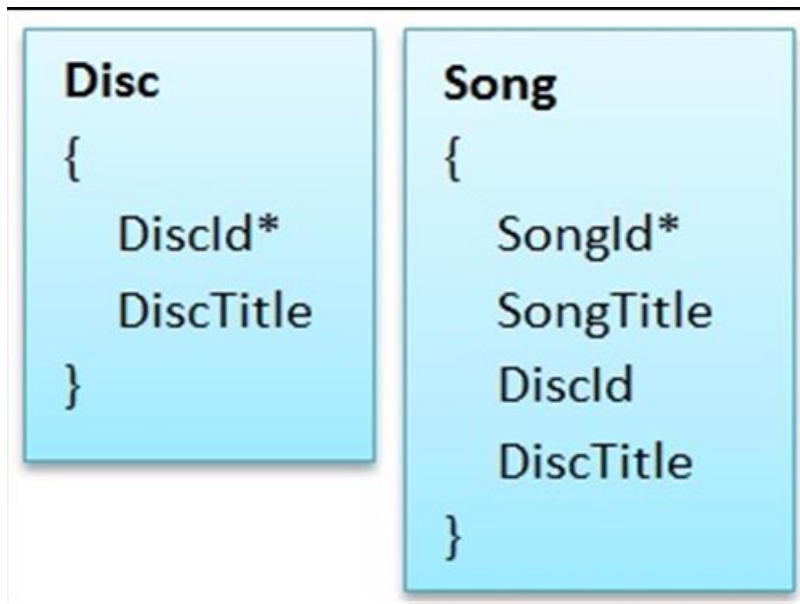 Disc
{
DiscId*
DiscTitle
}
Song
{
SongId*
SongTitle
DiscId
DiscTitle
}